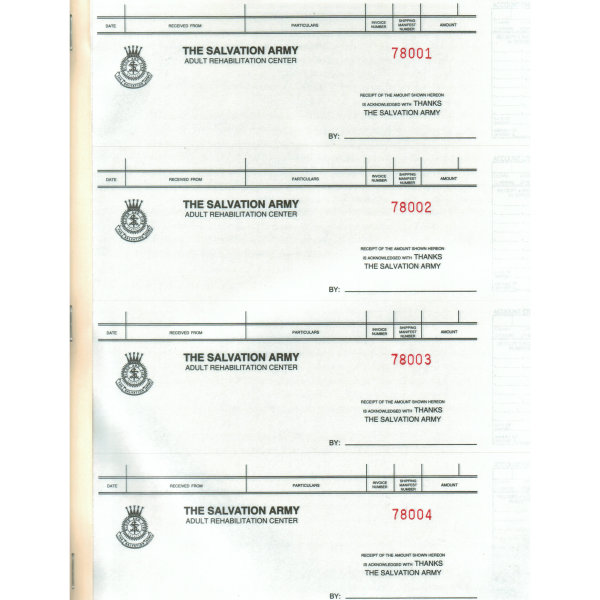 DATE RECEIVED FROM PARTICULARS INVOICE NUMBER SHIPPING MANIFEST NUMBER AMOUNT
THE SALVATION ARMY 78001
ADULT REHABILITATION CENTER
RECEIPT OF THE AMOUNT SHOWN HEREON
IS ACKNOWLEDGED WITH THANKS
THE SALVATION ARMY
BY:
DATE RECEIVED FROM PARTICULARS INVOICE NUMBER SHIPPING MANIFEST NUMBER AMOUNT
THE SALVATION ARMY 78002
ADULT REHABILITATION CENTER
RECEIPT OF THE AMOUNT SHOWN HEREON
IS ACKNOWLEDGED WITH THANKS
THE SALVATION ARMY
BY:
DATE RECEIVED FROM PARTICULARS INVOICE NUMBER SHIPPING MANIFEST NUMBER AMOUNT
THE SALVATION ARMY 78003
ADULT REHABILITATION CENTER
RECEIPT OF THE AMOUNT SHOWN HEREON
IS ACKNOWLEDGED WITH THANKS
THE SALVATION ARMY
BY:
DATE RECEIVED FROM PARTICULARS INVOICE NUMBER SHIPPING MANIFEST NUMBER AMOUNT
THE SALVATION ARMY 78004
ADULT REHABILITATION CENTER
RECEIPT OF THE AMOUNT SHOWN HEREON
IS ACKNOWLEDGED WITH THANKS
THE SALVATION ARMY
BY: